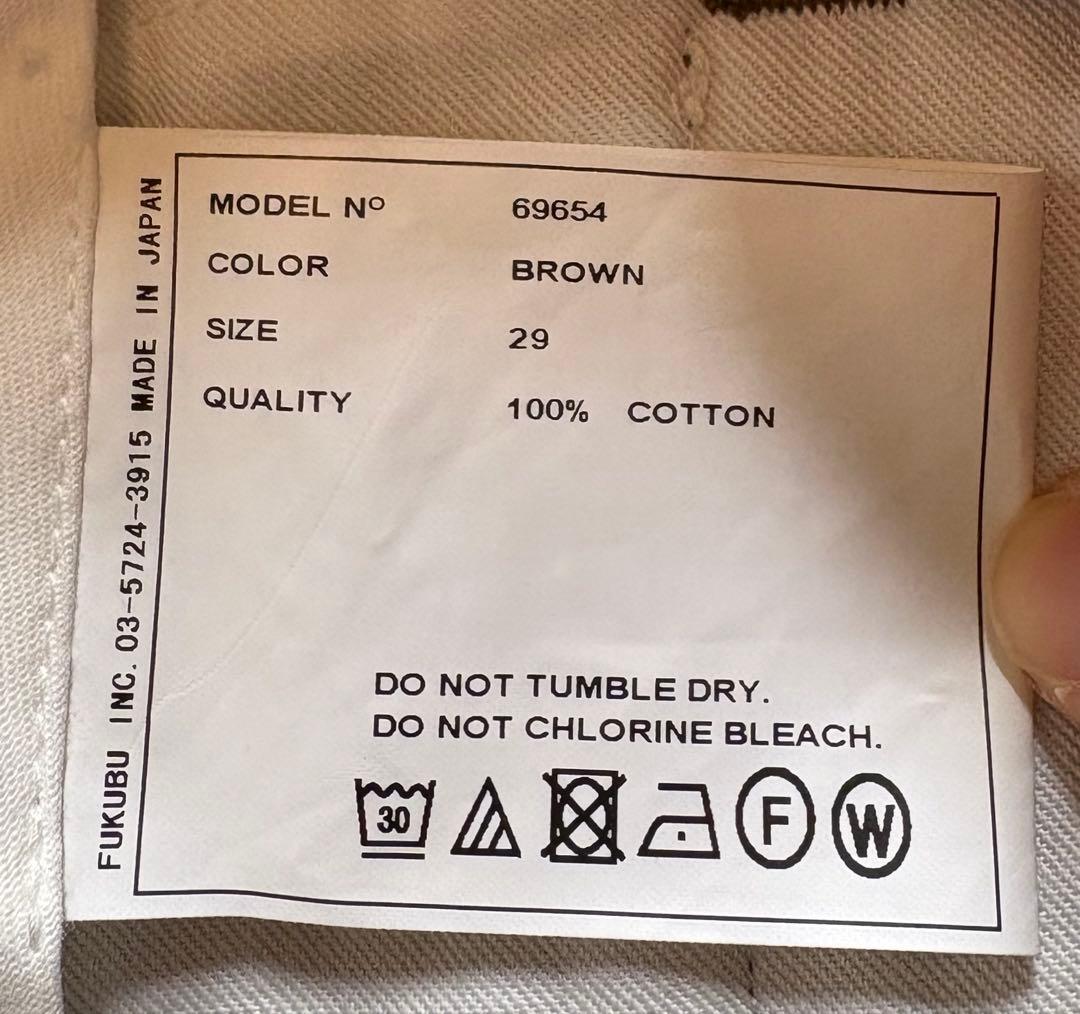 MODEL Nº 69654
COLOR BROWN
SIZE 29
QUALITY 100% COTTON
DO NOT TUMBLE DRY.
DO NOT CHLORINE BLEACH.
30 F W
FUKUBU INC. 03-5724-3915 MADE IN JAPAN